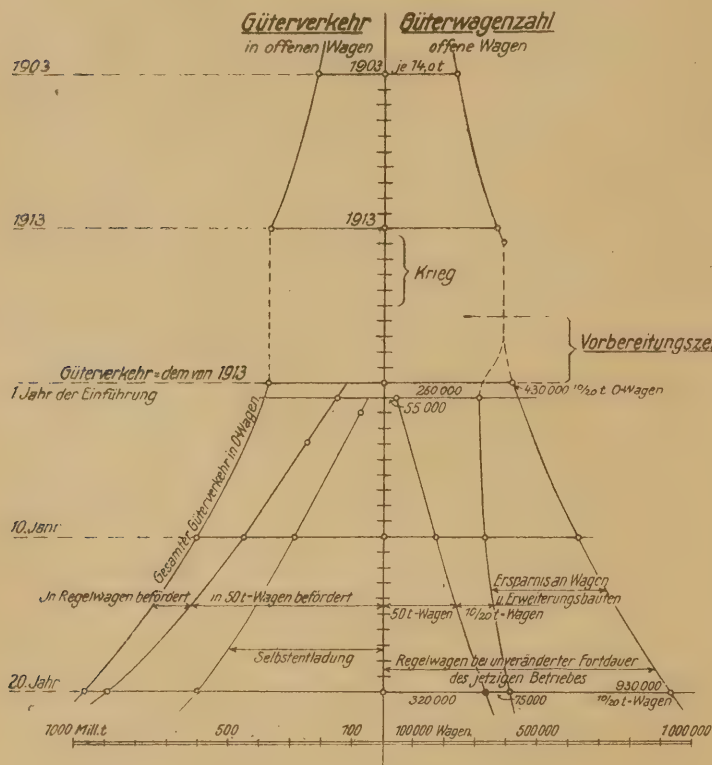 Güterverkehr
in offenen Wagen
Güterwagenzahl
offene Wagen
1903
1903
je 14,0 t
1913
1913
Krieg
Güterverkehr = dem von 1913
1 Jahr der Einführung
260 000
55 000
430 000 10/20 t. O-Wagen
Gesamter Güterverkehr in O-Wagen
10. Jahr
In Regelwagen befördert
in 50 t-Wagen befördert
50 t-Wagen
10/20 t-Wagen
Ersparnis an Wagen
u. Erweiterungsbauten
Selbstentladung
Regelwagen bei unveränderter Fortdauer
des jetzigen Betriebes
20. Jahr
320 000
75000
930 000
10/20 t-Wagen
1000 Mill. t
500
100
100 000 Wagen
500 000
1 000 000